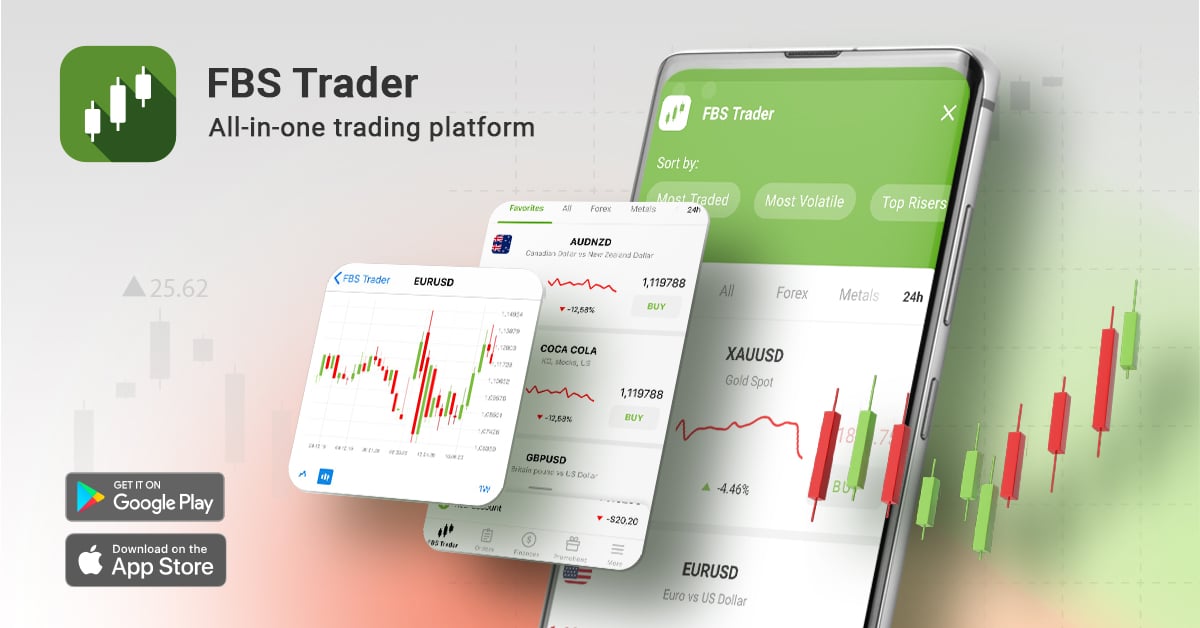 FBS Trader
All-in-one trading platform
25.62
GET IT ON
Google Play
Download on the
App Store
FBS Trader
EURUSD
1W
Favorites
All
Forex
Metals
24h
AUDNZD
Canadian Dollar vs New Zealand Dollar
1,119788
-12,58%
BUY
COCA COLA
KO, stocks, US
1,119788
-12,58%
BUY
GBPUSD
Britain pound vs US Dollar
-$20.20
FBS Trader
Orders
Finances
Promotions
More
FBS Trader
Sort by:
Most Traded
Most Volatile
Top Risers
All
Forex
Metals
24h
XAUUSD
Gold Spot
-4.46%
EURUSD
Euro vs US Dollar